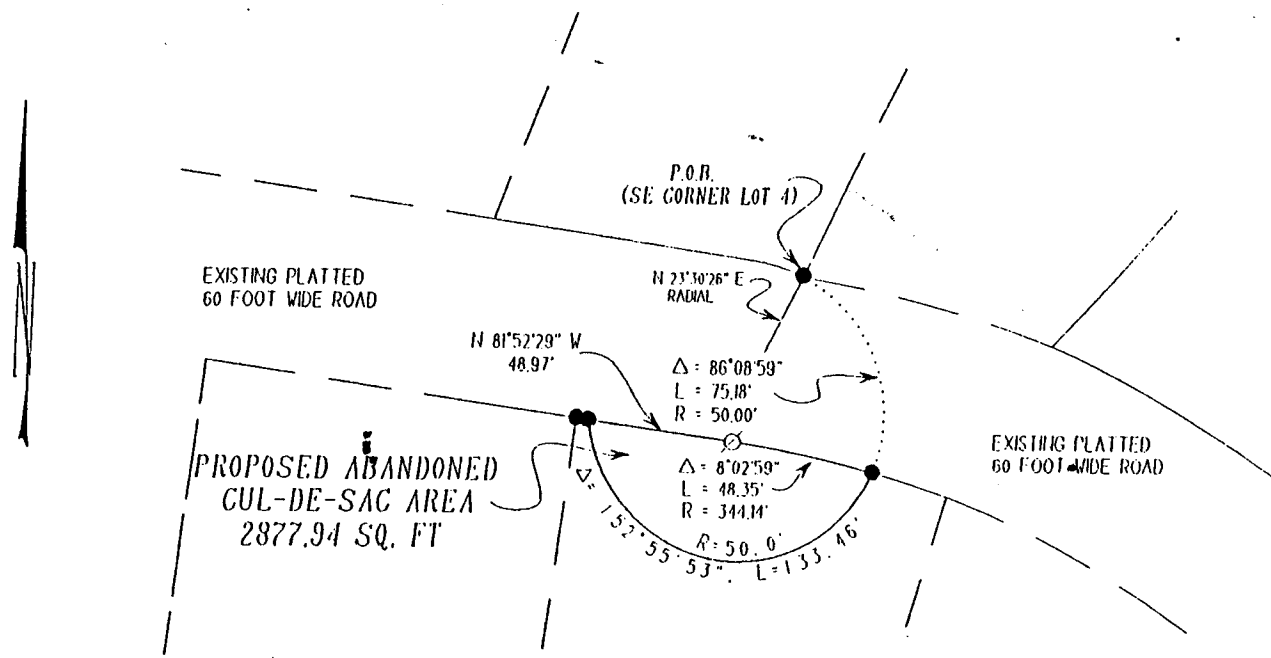 P.O.B.
(SE CORNER LOT 4)
EXISTING PLATTED
60 FOOT WIDE ROAD
N 23°30'26" E
RADIAL
N 81°52'29" W
48.97'
Δ = 86°08'59"
L = 75.18'
R = 50.00'
EXISTING PLATTED
60 FOOT WIDE ROAD
PROPOSED ABANDONED
CUL-DE-SAC AREA
2877.94 SQ. FT
Δ = 8°02'59"
L = 48.35'
R = 344.14'
R=50.0'
Δ=152°55'53", L=133.46'
N